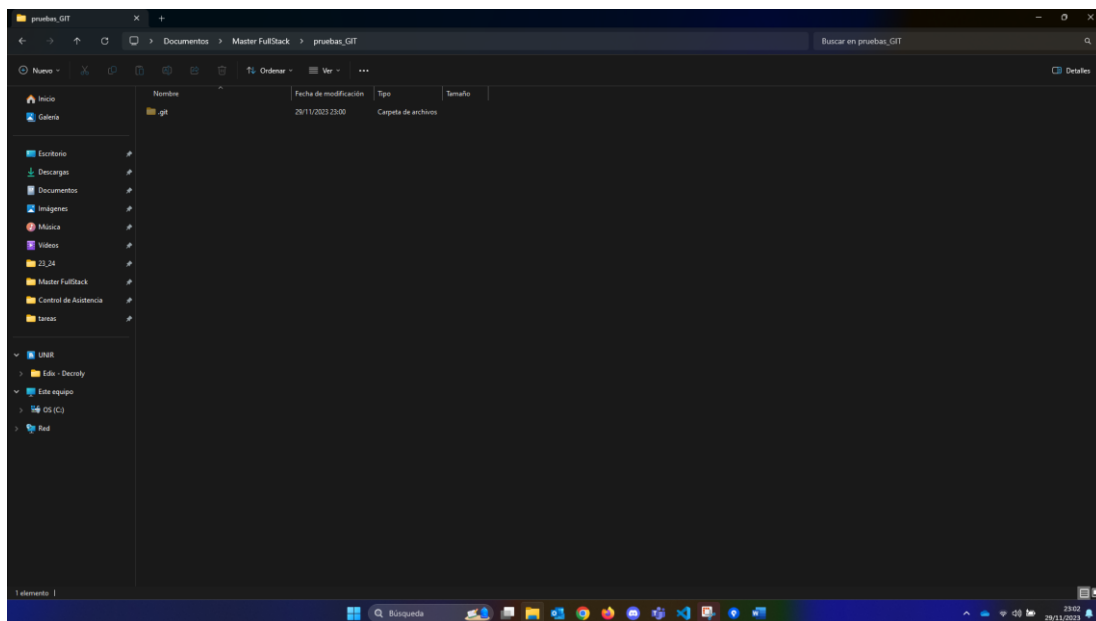 pruebas_GIT
Documentos > Master FullStack > pruebas_GIT
Buscar en pruebas_GIT
Nuevo
Ordenar
Ver
Detalles
Nombre Fecha de modificación Tipo Tamaño
.git 29/11/2023 23:00 Carpeta de archivos
Inicio
Galería
Escritorio
Descargas
Documentos
Imágenes
Música
Vídeos
23_24
Master FullStack
Control de Asistencia
tareas
UNIR
Edix - Decroly
Este equipo
OS (C:)
Red
1 elemento
Búsqueda
23:02
29/11/2023